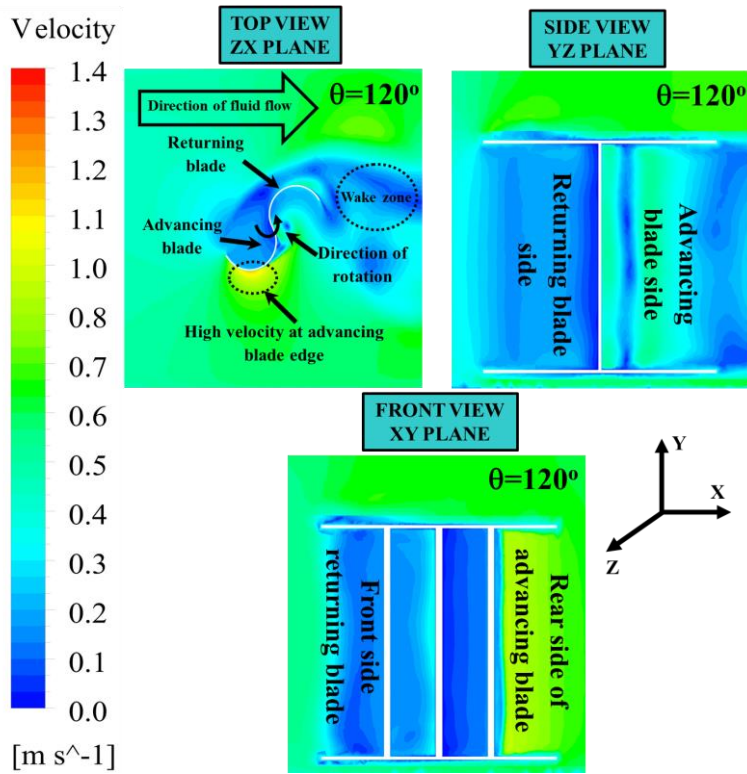 Velocity
1.4
1.3
1.2
1.1
1.0
0.9
0.8
0.7
0.6
0.5
0.4
0.3
0.2
0.1
0.0
[m s^-1]
TOP VIEW
ZX PLANE
Direction of fluid flow
θ=120°
Returning
blade
Wake zone
Advancing
blade
Direction of
rotation
High velocity at advancing
blade edge
SIDE VIEW
YZ PLANE
θ=120°
Returning blade
side
Advancing
blade side
FRONT VIEW
XY PLANE
θ=120°
Front side
returning blade
Rear side of
advancing blade
Y
X
Z